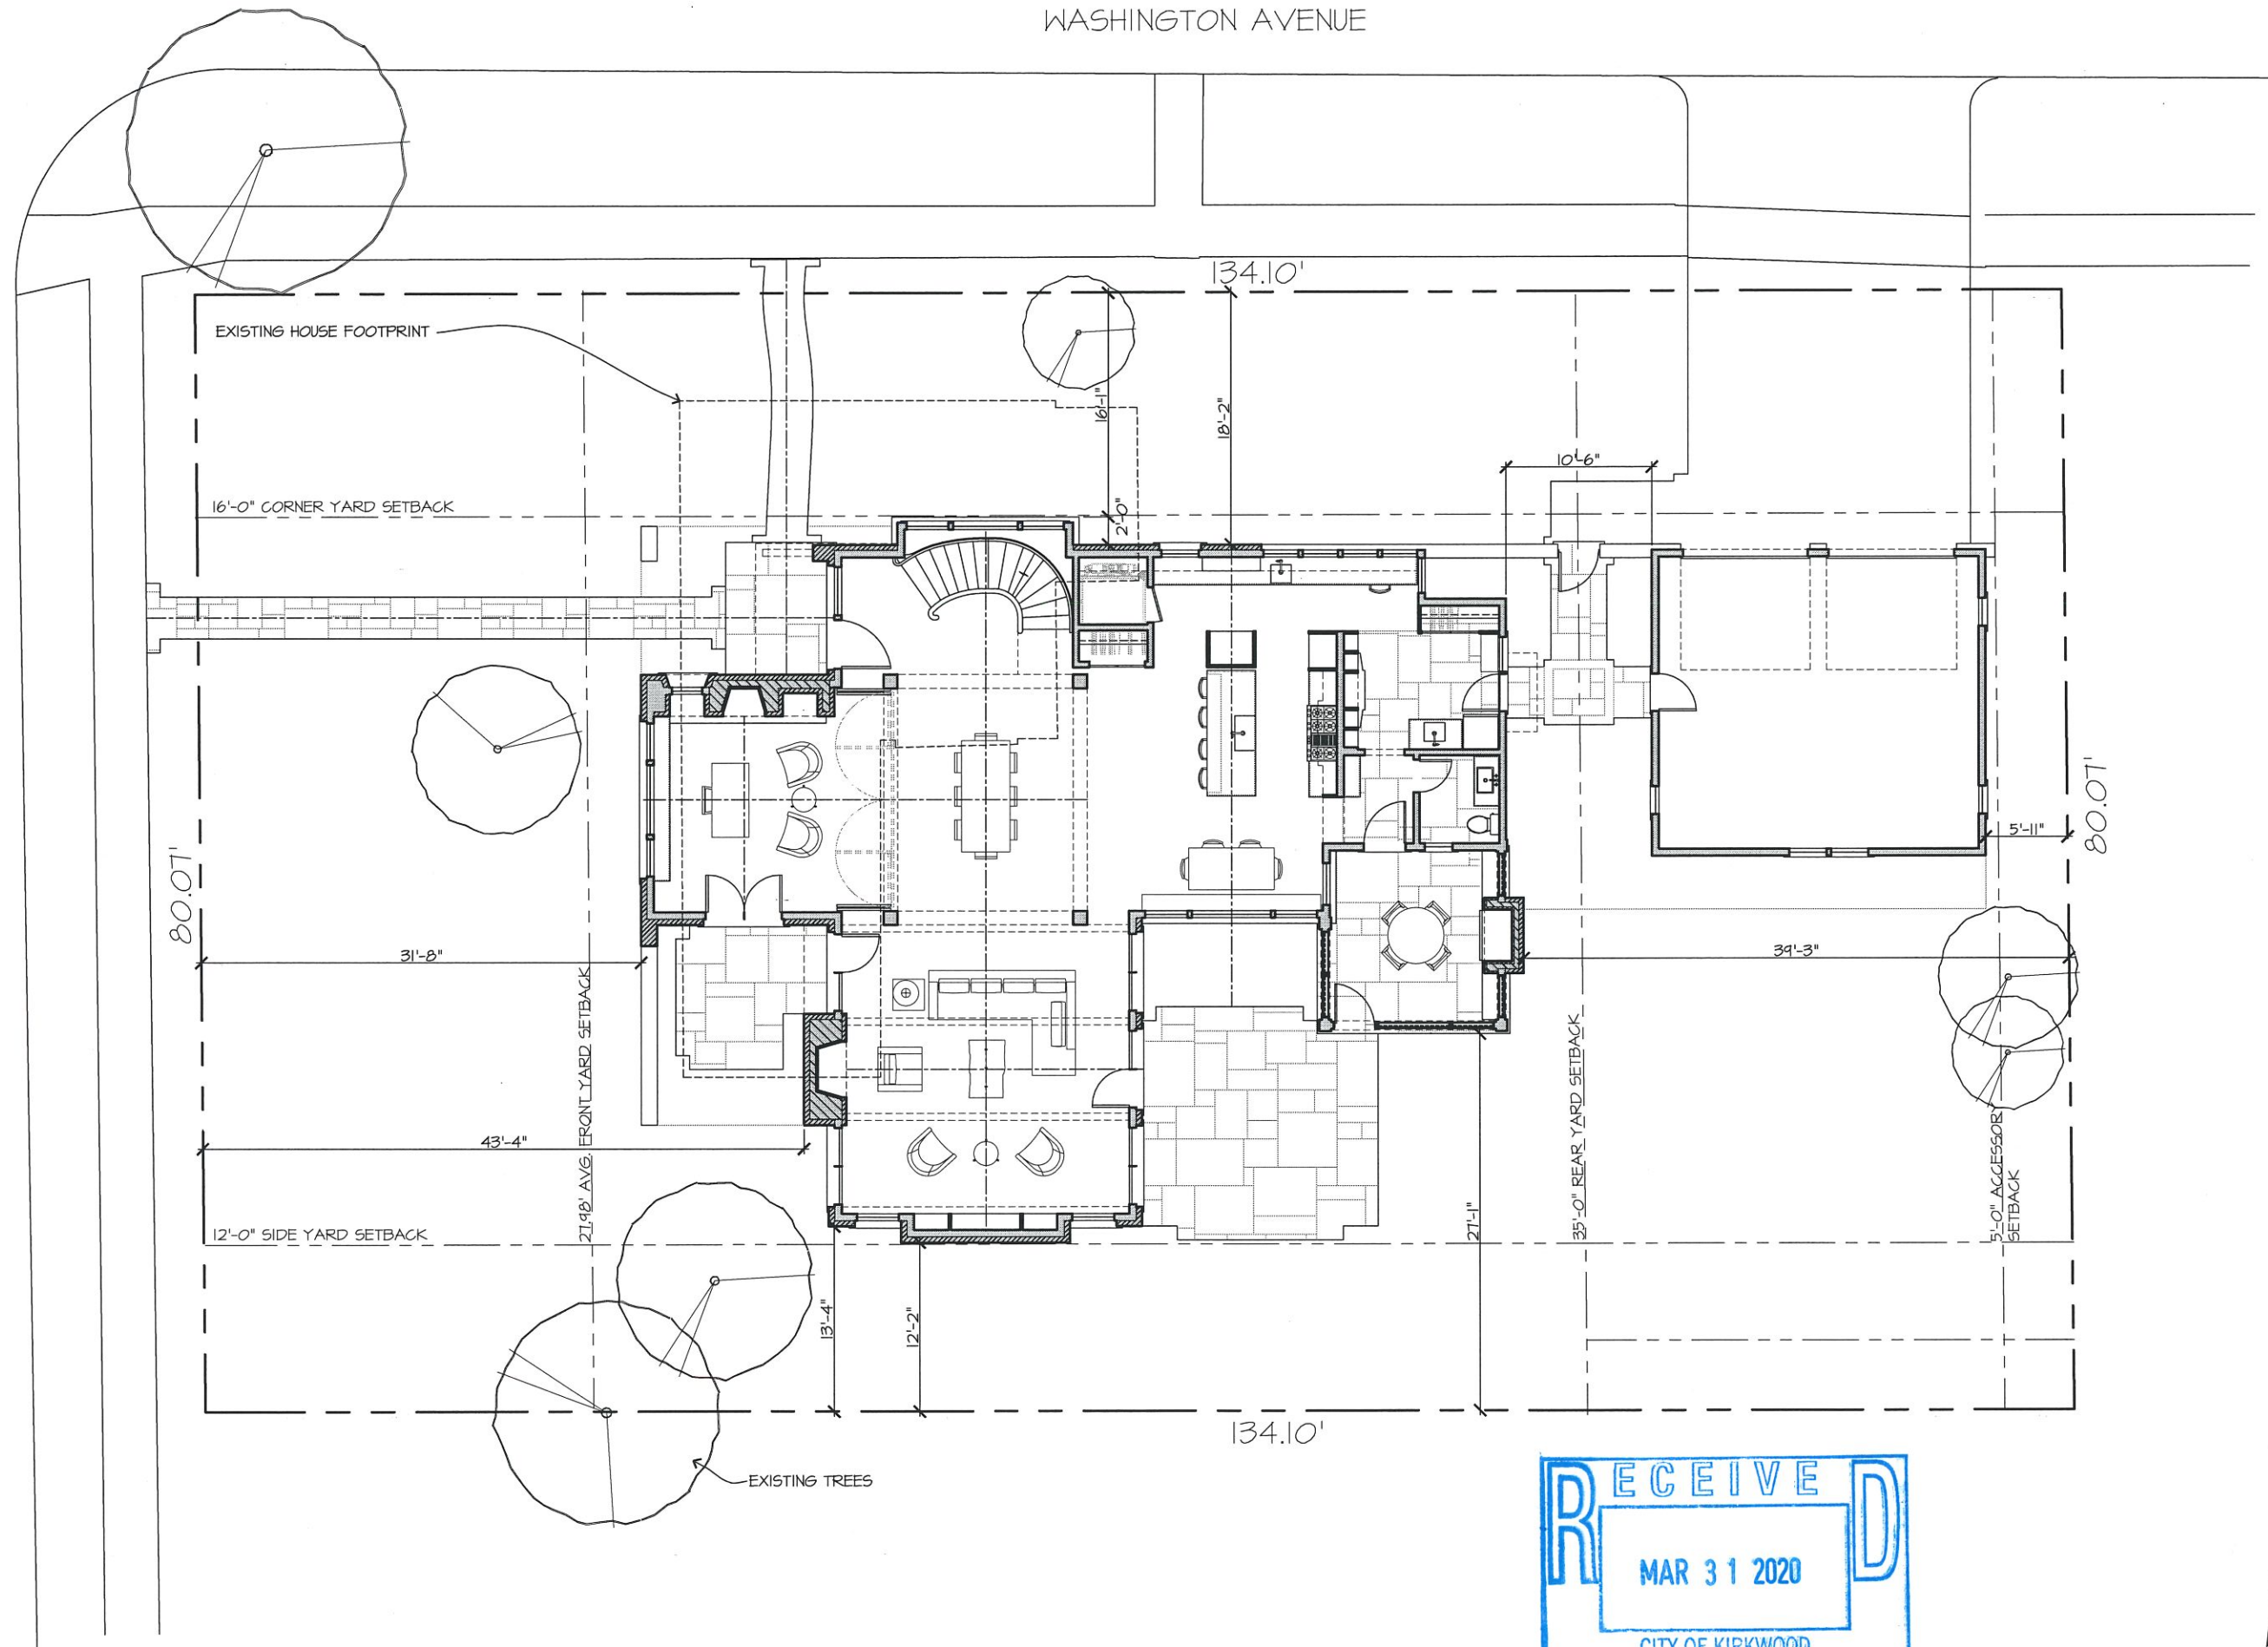 WASHINGTON AVENUE
134.10'
EXISTING HOUSE FOOTPRINT
16'-1"
18'-2"
10'-6"
16'-0" CORNER YARD SETBACK
2'-0"
80.07'
80.07'
5'-11"
31'-8"
39'-3"
27.98' AVG. FRONT YARD SETBACK
35'-0" REAR YARD SETBACK
5'-0" ACCESSORY
SETBACK
43'-4"
12'-0" SIDE YARD SETBACK
27'-1"
13'-4"
12'-2"
134.10'
EXISTING TREES
RECEIVED
MAR 31 2020
CITY OF KIRKWOOD